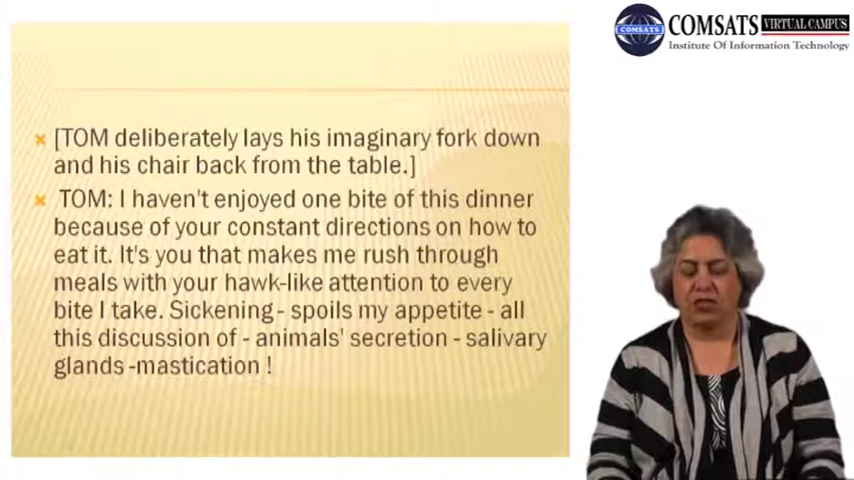 COMSATS
COMSATS VIRTUAL CAMPUS
Institute Of Information Technology
[TOM deliberately lays his imaginary fork down
and his chair back from the table.]
TOM: I haven't enjoyed one bite of this dinner
because of your constant directions on how to
eat it. It's you that makes me rush through
meals with your hawk-like attention to every
bite I take. Sickening - spoils my appetite - all
this discussion of - animals' secretion - salivary
glands -mastication !